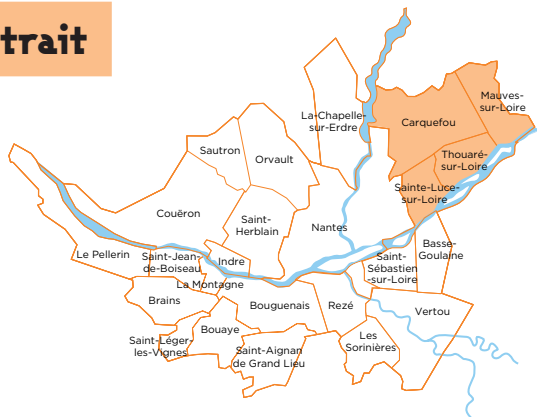 trait
La-Chapelle-
sur-Erdre
Mauves-
sur-Loire
Carquefou
Sautron
Orvault
Thouaré-
sur-Loire
Sainte-Luce-
sur-Loire
Couëron
Saint-
Herblain
Nantes
Basse-
Goulaine
Le Pellerin
Saint-Jean-
de-Boiseau
Indre
Saint-
Sébastien
-sur-Loire
La Montagne
Brains
Bouguenais
Rezé
Vertou
Bouaye
Saint-Léger-
les-Vignes
Les
Sorinières
Saint-Aignan
de Grand Lieu